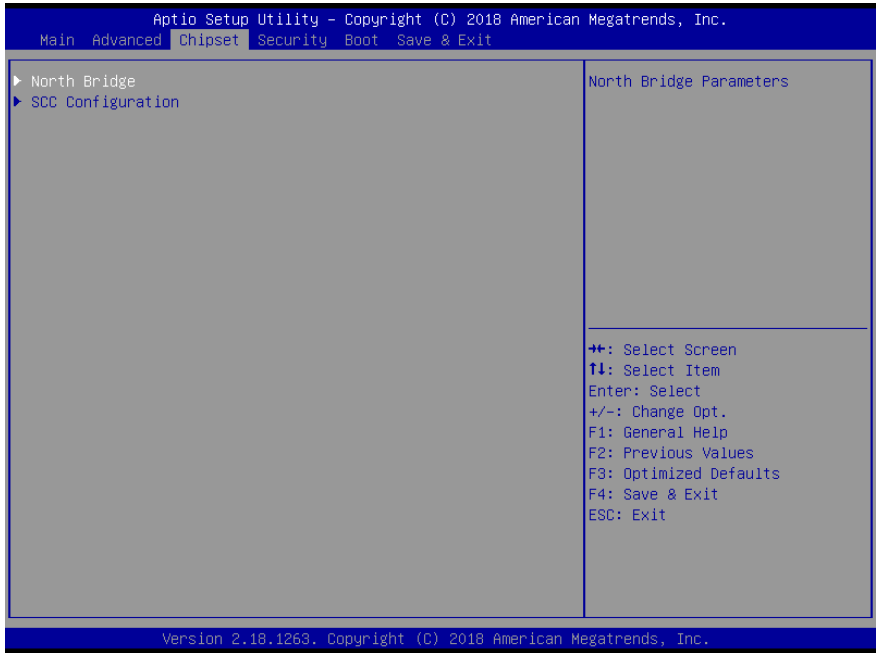 Aptio Setup Utility – Copyright (C) 2018 American Megatrends, Inc.
Main Advanced Chipset Security Boot Save & Exit
▶ North Bridge
▶ SCC Configuration
North Bridge Parameters
→←: Select Screen
↑↓: Select Item
Enter: Select
+/-: Change Opt.
F1: General Help
F2: Previous Values
F3: Optimized Defaults
F4: Save & Exit
ESC: Exit
Version 2.18.1263. Copyright (C) 2018 American Megatrends, Inc.